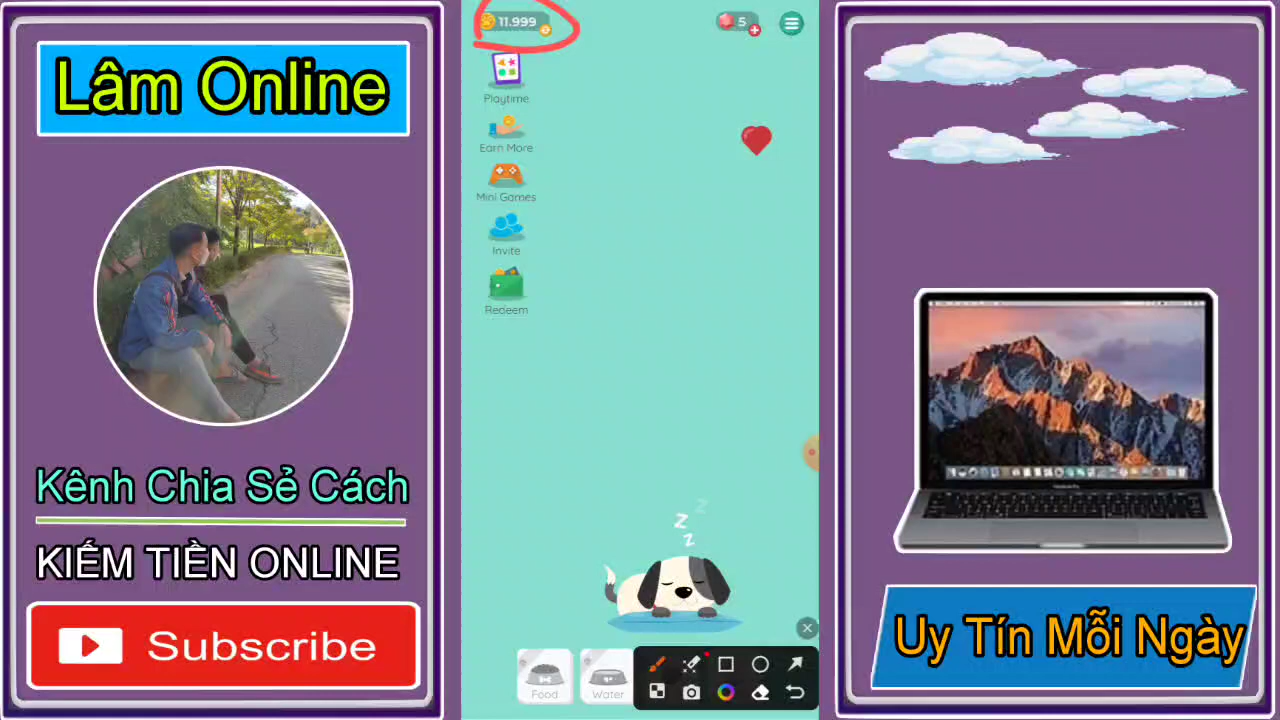 Lâm Online
Kênh Chia Sẻ Cách
KIẾM TIỀN ONLINE
Subscribe
11.999
5
Playtime
Earn More
Mini Games
Invite
Redeem
z
z
z
Food
Water
Uy Tín Mỗi Ngày